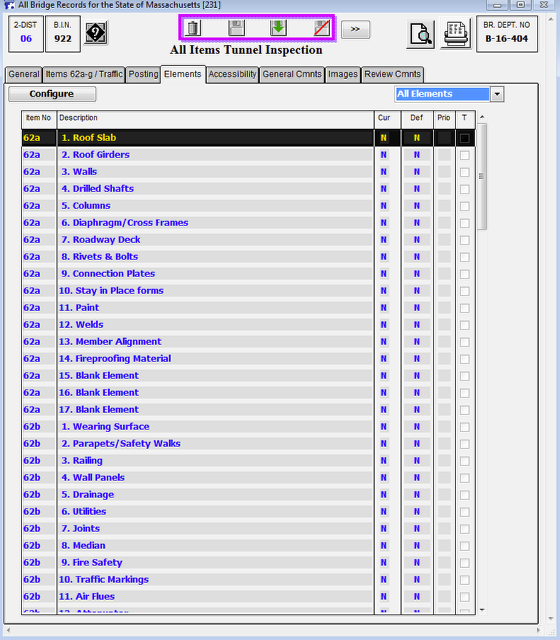 All Bridge Records for the State of Massachusetts [231]
2-DIST
06
B.I.N.
922
?
>>
BR. DEPT. NO
B-16-404
All Items Tunnel Inspection
General Items 62a-g / Traffic Posting Elements Accessibility General Cmnts Images Review Cmnts
Configure
All Elements
Item No Description Cur Def Prio T
62a 1. Roof Slab N N
62a 2. Roof Girders N N
62a 3. Walls N N
62a 4. Drilled Shafts N N
62a 5. Columns N N
62a 6. Diaphragm/Cross Frames N N
62a 7. Roadway Deck N N
62a 8. Rivets & Bolts N N
62a 9. Connection Plates N N
62a 10. Stay in Place forms N N
62a 11. Paint N N
62a 12. Welds N N
62a 13. Member Alignment N N
62a 14. Fireproofing Material N N
62a 15. Blank Element N N
62a 16. Blank Element N N
62a 17. Blank Element N N
62b 1. Wearing Surface N N
62b 2. Parapets/Safety Walks N N
62b 3. Railing N N
62b 4. Wall Panels N N
62b 5. Drainage N N
62b 6. Utilities N N
62b 7. Joints N N
62b 8. Median N N
62b 9. Fire Safety N N
62b 10. Traffic Markings N N
62b 11. Air Flues N N